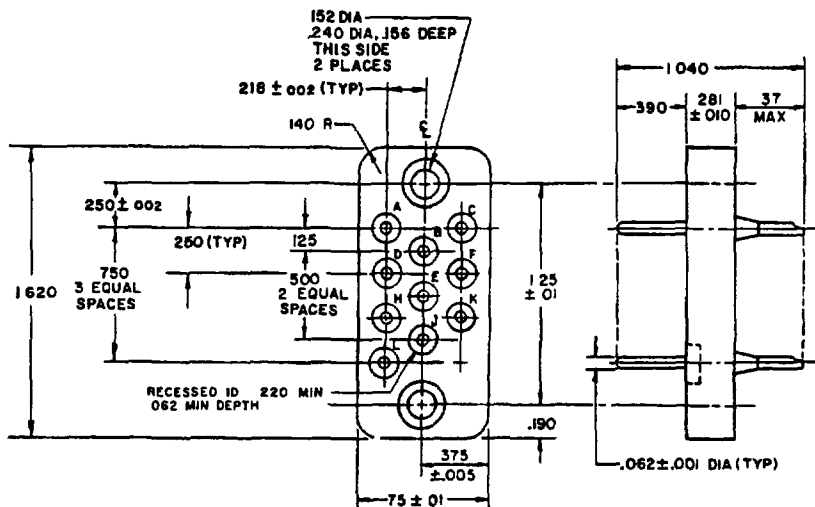 152 DIA
.240 DIA, .156 DEEP
THIS SIDE
2 PLACES
218 ± 002 (TYP)
140 R
℄
1040
390
281
± 010
37
MAX
250 ± 002
250 (TYP)
125
750
3 EQUAL
SPACES
500
2 EQUAL
SPACES
1620
A
B
C
D
E
F
H
J
K
L
1.25
± 01
RECESSED ID 220 MIN
062 MIN DEPTH
.190
375
±.005
75 ± 01
.062±.001 DIA (TYP)